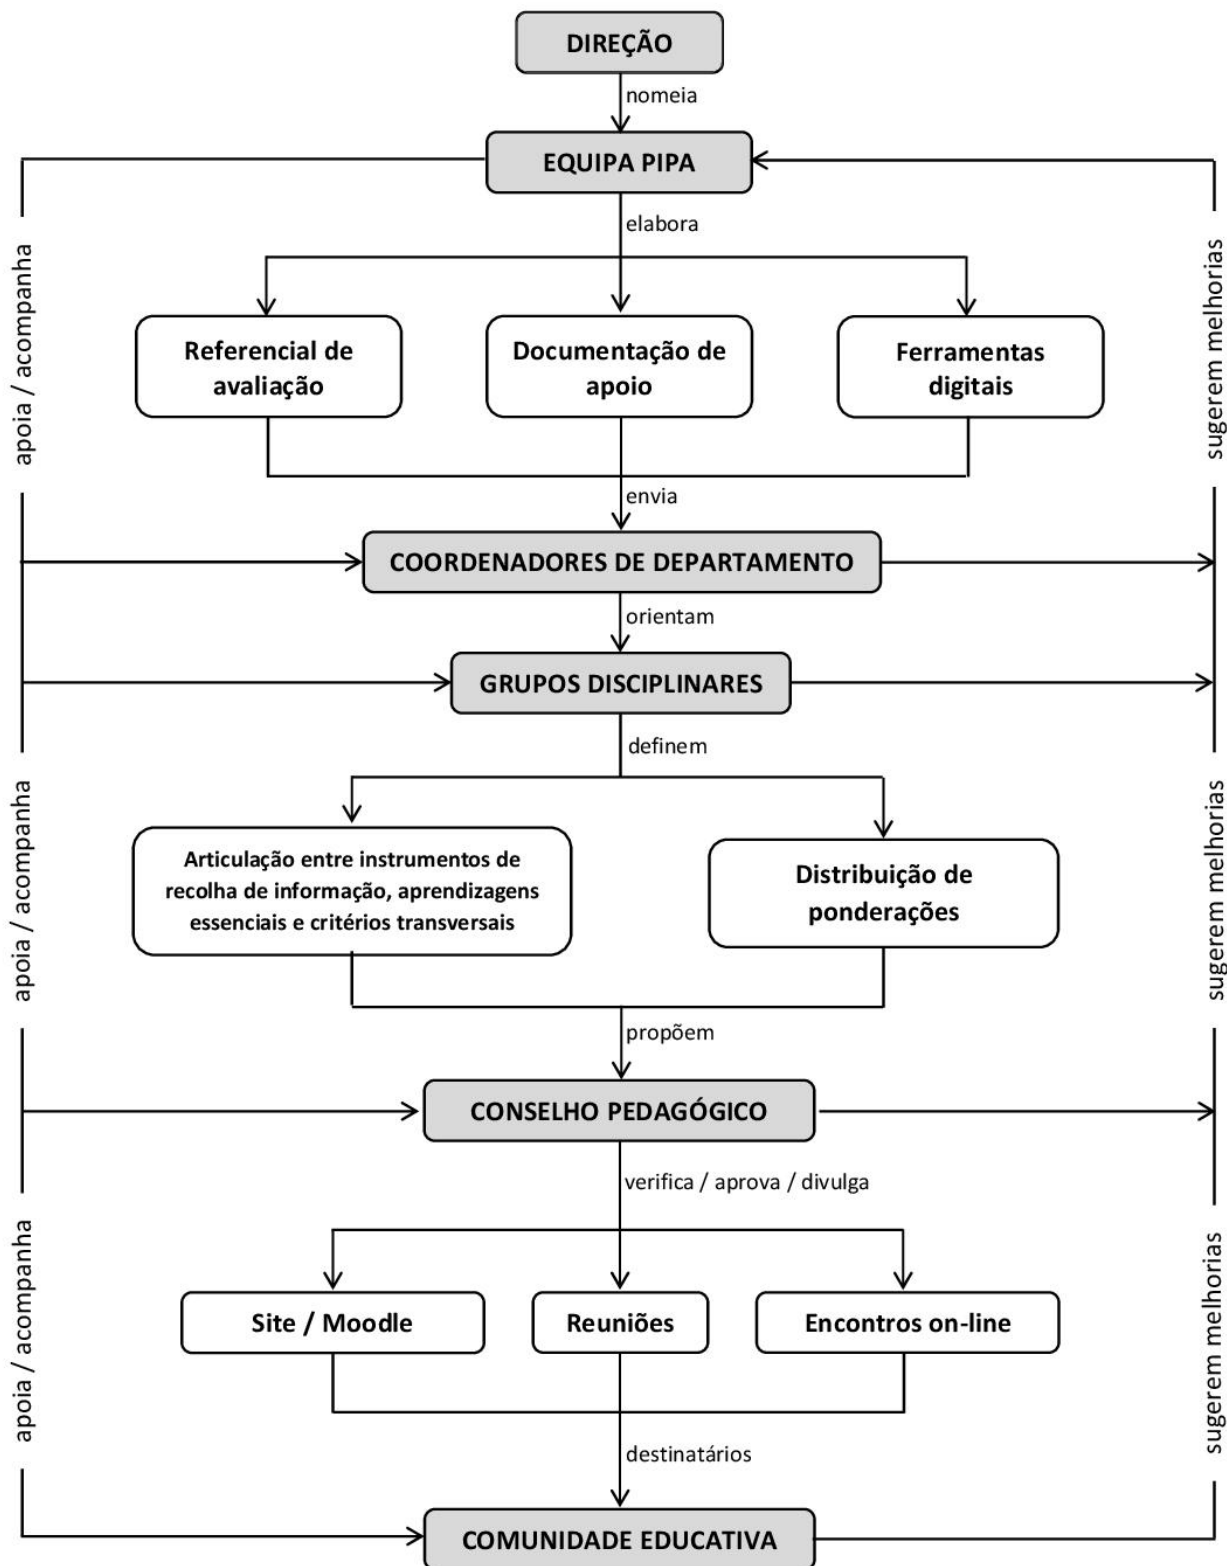 DIREÇÃO
nomeia
EQUIPA PIPA
elabora
apoia / acompanha
sugerem melhorias
Referencial de
avaliação
Documentação de
apoio
Ferramentas
digitais
envia
COORDENADORES DE DEPARTAMENTO
orientam
GRUPOS DISCIPLINARES
definem
apoia / acompanha
sugerem melhorias
Articulação entre instrumentos de
recolha de informação, aprendizagens
essenciais e critérios transversais
Distribuição de
ponderações
propõem
CONSELHO PEDAGÓGICO
verifica / aprova / divulga
apoia / acompanha
sugerem melhorias
Site / Moodle
Reuniões
Encontros on-line
destinatários
COMUNIDADE EDUCATIVA